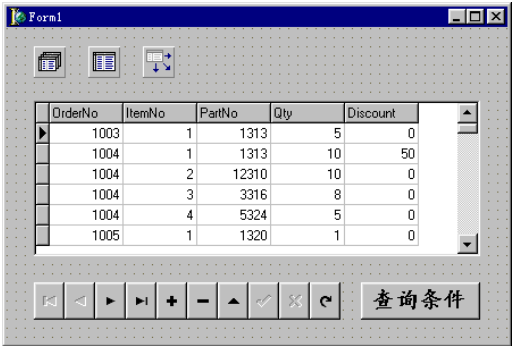 Form1
OrderNo ItemNo PartNo Qty Discount
1003 1 1313 5 0
1004 1 1313 10 50
1004 2 12310 10 0
1004 3 3316 8 0
1004 4 5324 5 0
1005 1 1320 1 0
查询条件